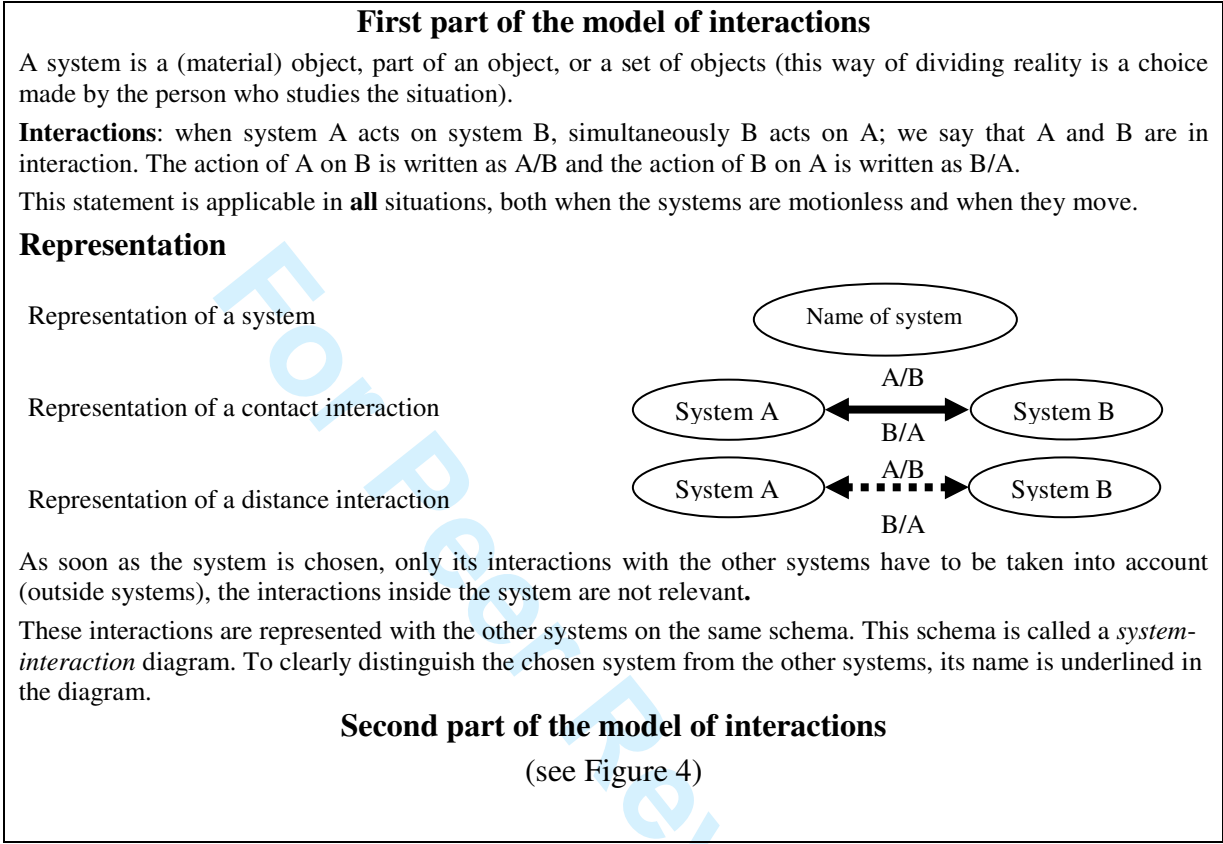 First part of the model of interactions
A system is a (material) object, part of an object, or a set of objects (this way of dividing reality is a choice
made by the person who studies the situation).
Interactions: when system A acts on system B, simultaneously B acts on A; we say that A and B are in
interaction. The action of A on B is written as A/B and the action of B on A is written as B/A.
This statement is applicable in all situations, both when the systems are motionless and when they move.
Representation
Representation of a system
Name of system
Representation of a contact interaction
System A
A/B
B/A
System B
Representation of a distance interaction
System A
A/B
B/A
System B
As soon as the system is chosen, only its interactions with the other systems have to be taken into account
(outside systems), the interactions inside the system are not relevant.
These interactions are represented with the other systems on the same schema. This schema is called a system-
interaction diagram. To clearly distinguish the chosen system from the other systems, its name is underlined in
the diagram.
Second part of the model of interactions
(see Figure 4)
For Peer Rev